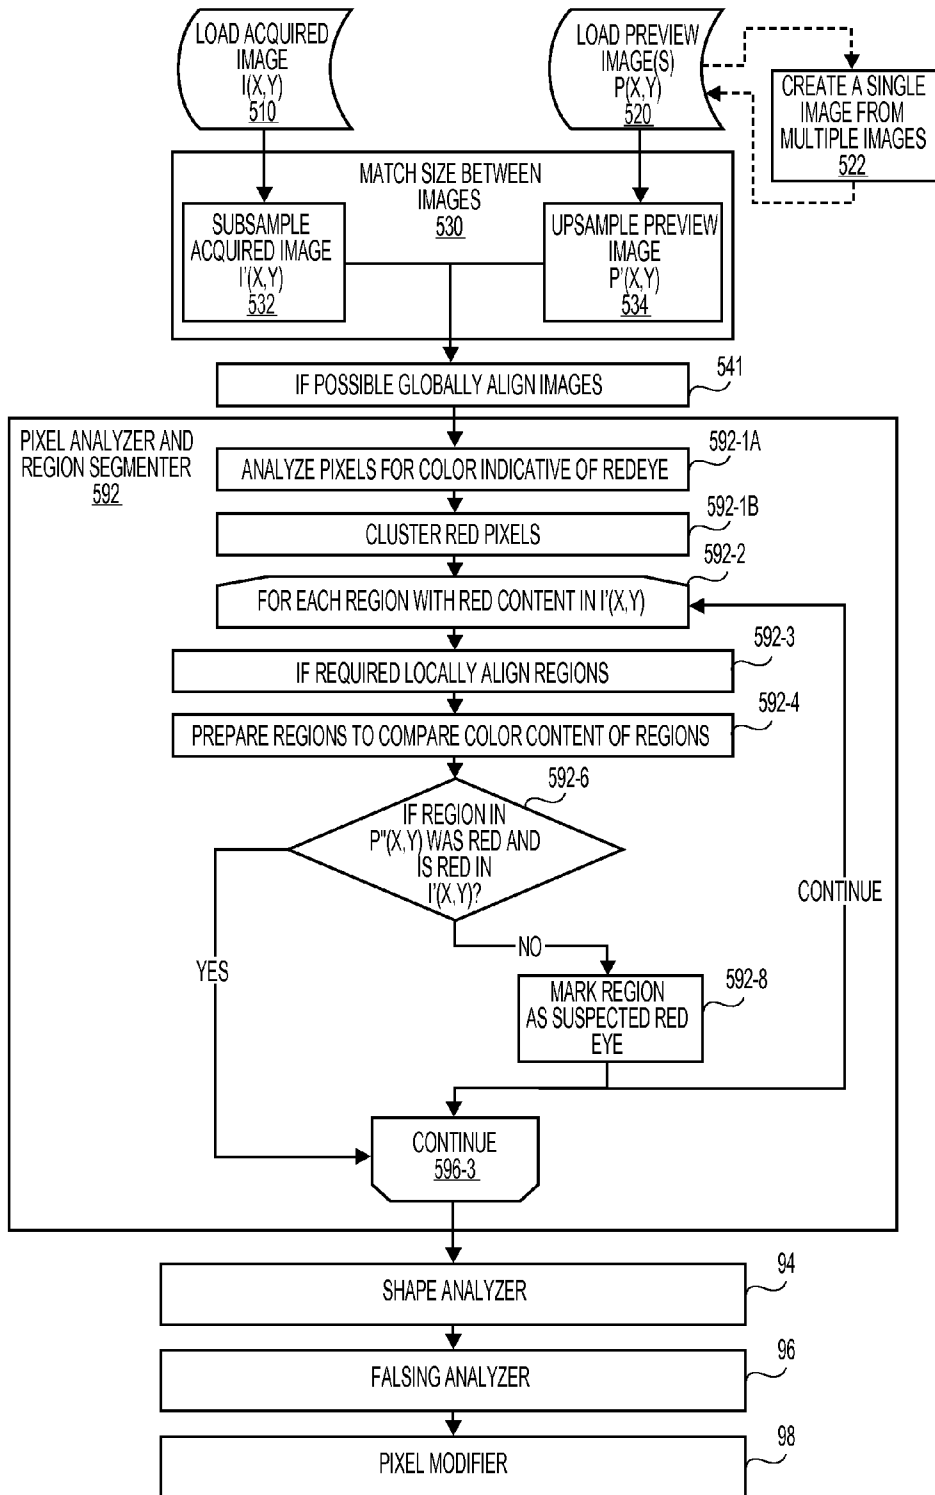 LOAD ACQUIRED
IMAGE
I(X,Y)
510
LOAD PREVIEW
IMAGE(S)
P(X,Y)
520
CREATE A SINGLE
IMAGE FROM
MULTIPLE IMAGES
522
MATCH SIZE BETWEEN
IMAGES
530
SUBSAMPLE
ACQUIRED IMAGE
I'(X,Y)
532
UPSAMPLE PREVIEW
IMAGE
P'(X,Y)
534
IF POSSIBLE GLOBALLY ALIGN IMAGES
541
PIXEL ANALYZER AND
REGION SEGMENTER
592
592-1A
ANALYZE PIXELS FOR COLOR INDICATIVE OF REDEYE
592-1B
CLUSTER RED PIXELS
592-2
FOR EACH REGION WITH RED CONTENT IN I'(X,Y)
592-3
IF REQUIRED LOCALLY ALIGN REGIONS
592-4
PREPARE REGIONS TO COMPARE COLOR CONTENT OF REGIONS
592-6
IF REGION IN
P"(X,Y) WAS RED AND
IS RED IN
I'(X,Y)?
CONTINUE
YES
NO
592-8
MARK REGION
AS SUSPECTED RED
EYE
CONTINUE
596-3
94
SHAPE ANALYZER
96
FALSING ANALYZER
98
PIXEL MODIFIER